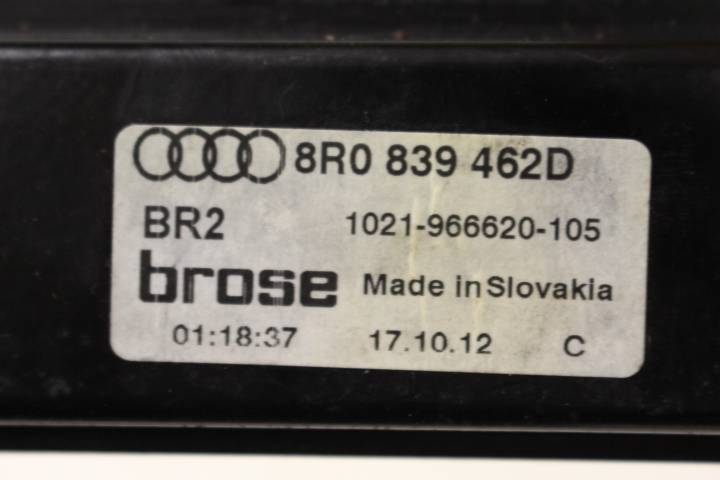 8R0 839 462D
BR2 1021-966620-105
brose Made in Slovakia
01:18:37 17.10.12 C